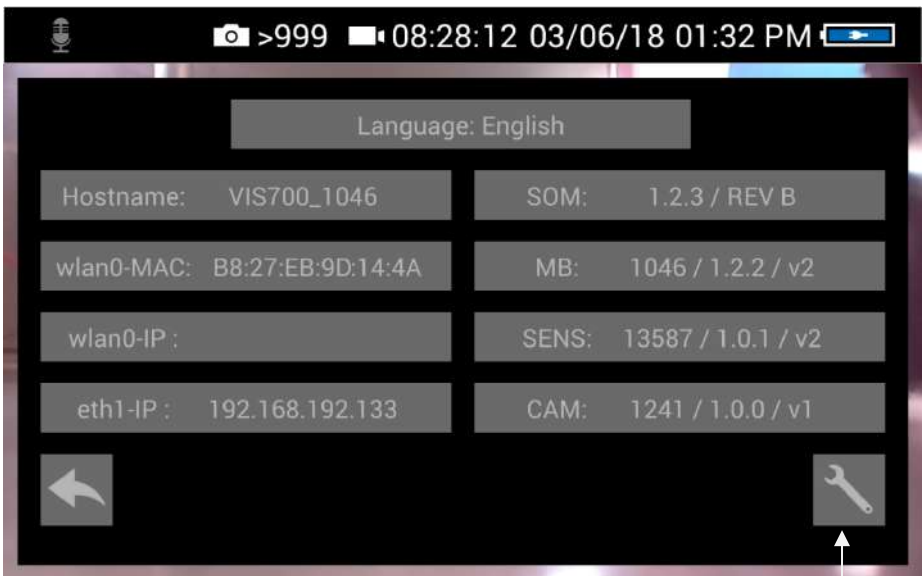 >999 08:28:12 03/06/18 01:32 PM
Language: English
Hostname: VIS700_1046
SOM: 1.2.3 / REV B
wlan0-MAC: B8:27:EB:9D:14:4A
MB: 1046 / 1.2.2 / v2
wlan0-IP :
SENS: 13587 / 1.0.1 / v2
eth1-IP : 192.168.192.133
CAM: 1241 / 1.0.0 / v1